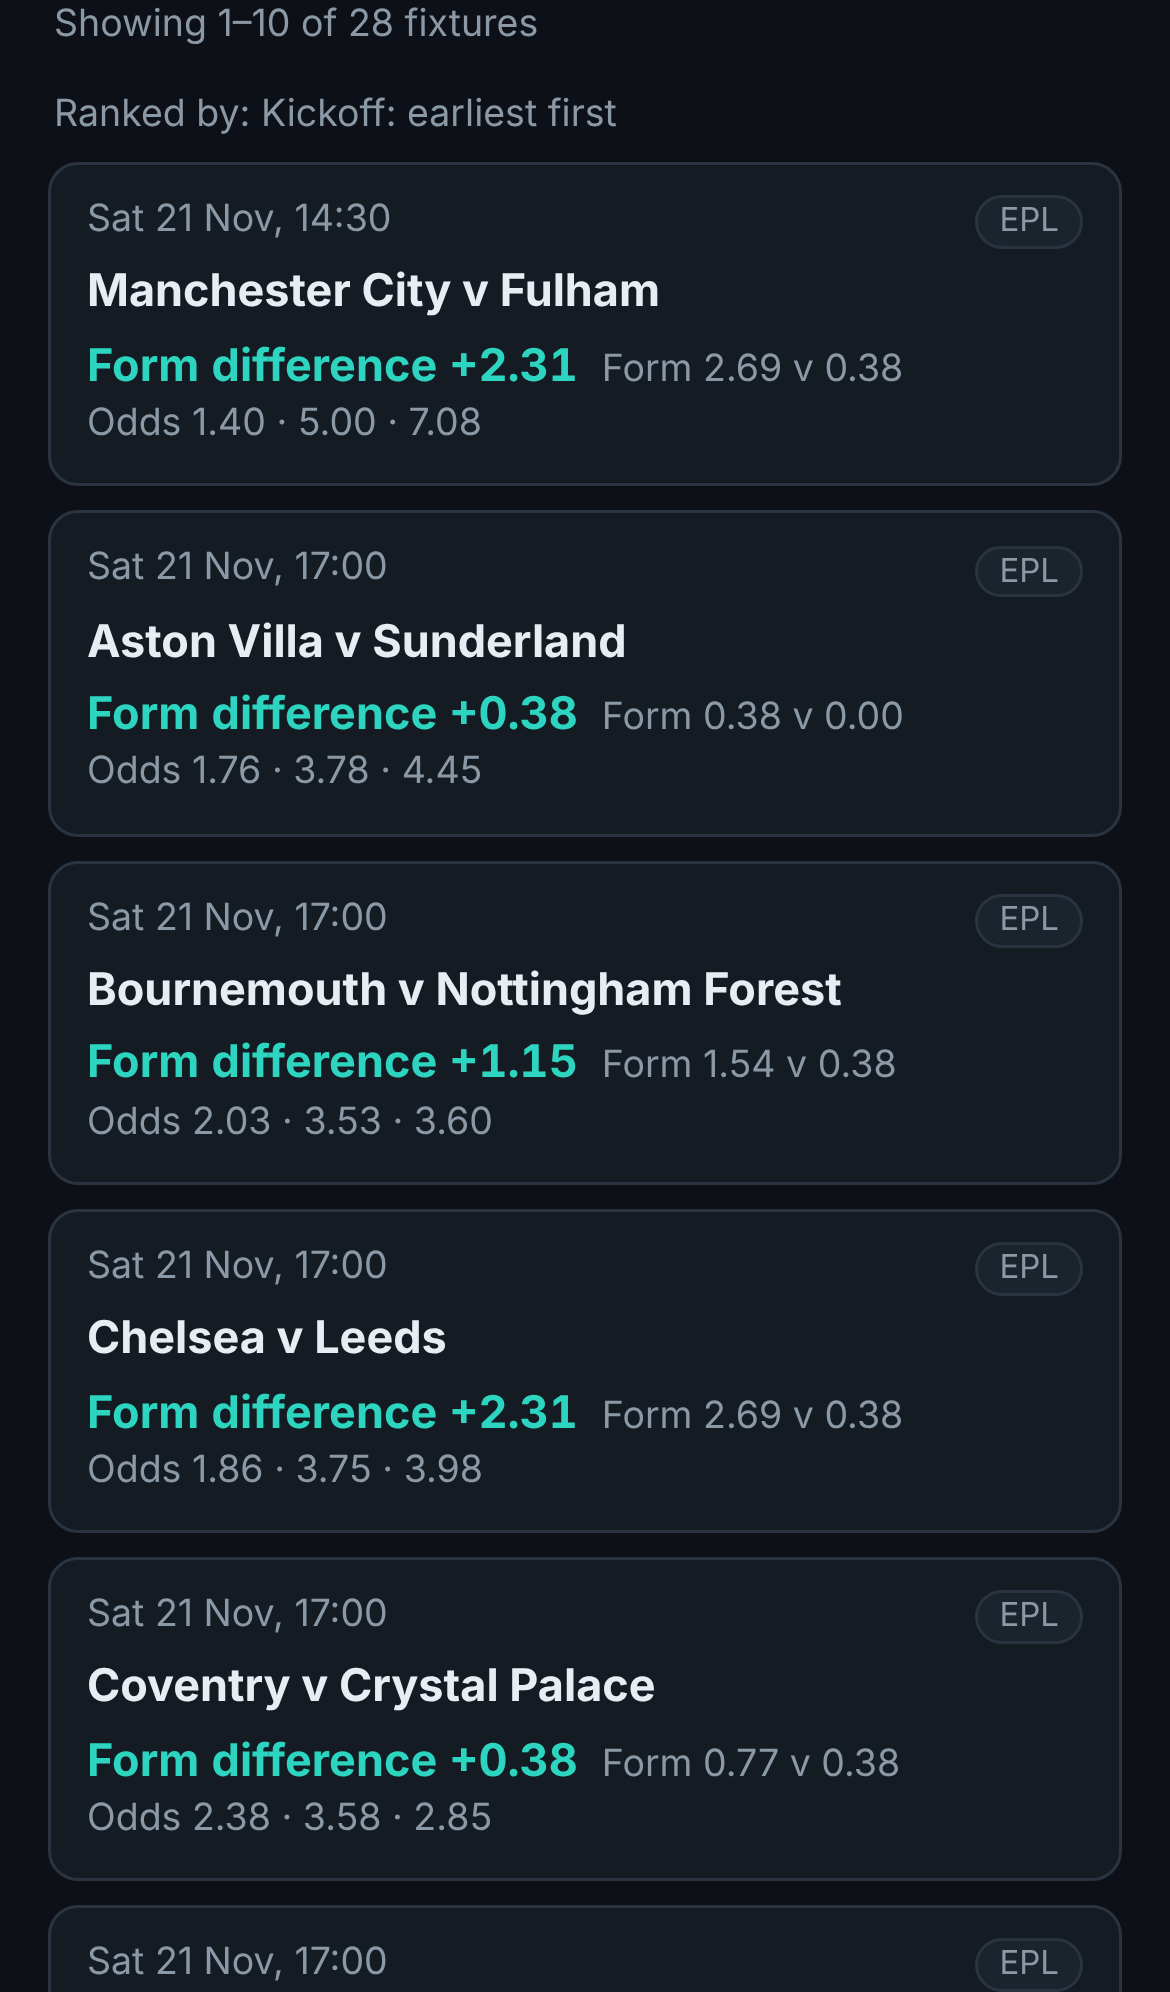 Showing 1–10 of 28 fixtures
Ranked by: Kickoff: earliest first
Sat 21 Nov, 14:30 EPL
Manchester City v Fulham
Form difference +2.31 Form 2.69 v 0.38
Odds 1.40 · 5.00 · 7.08
Sat 21 Nov, 17:00 EPL
Aston Villa v Sunderland
Form difference +0.38 Form 0.38 v 0.00
Odds 1.76 · 3.78 · 4.45
Sat 21 Nov, 17:00 EPL
Bournemouth v Nottingham Forest
Form difference +1.15 Form 1.54 v 0.38
Odds 2.03 · 3.53 · 3.60
Sat 21 Nov, 17:00 EPL
Chelsea v Leeds
Form difference +2.31 Form 2.69 v 0.38
Odds 1.86 · 3.75 · 3.98
Sat 21 Nov, 17:00 EPL
Coventry v Crystal Palace
Form difference +0.38 Form 0.77 v 0.38
Odds 2.38 · 3.58 · 2.85
Sat 21 Nov, 17:00 EPL